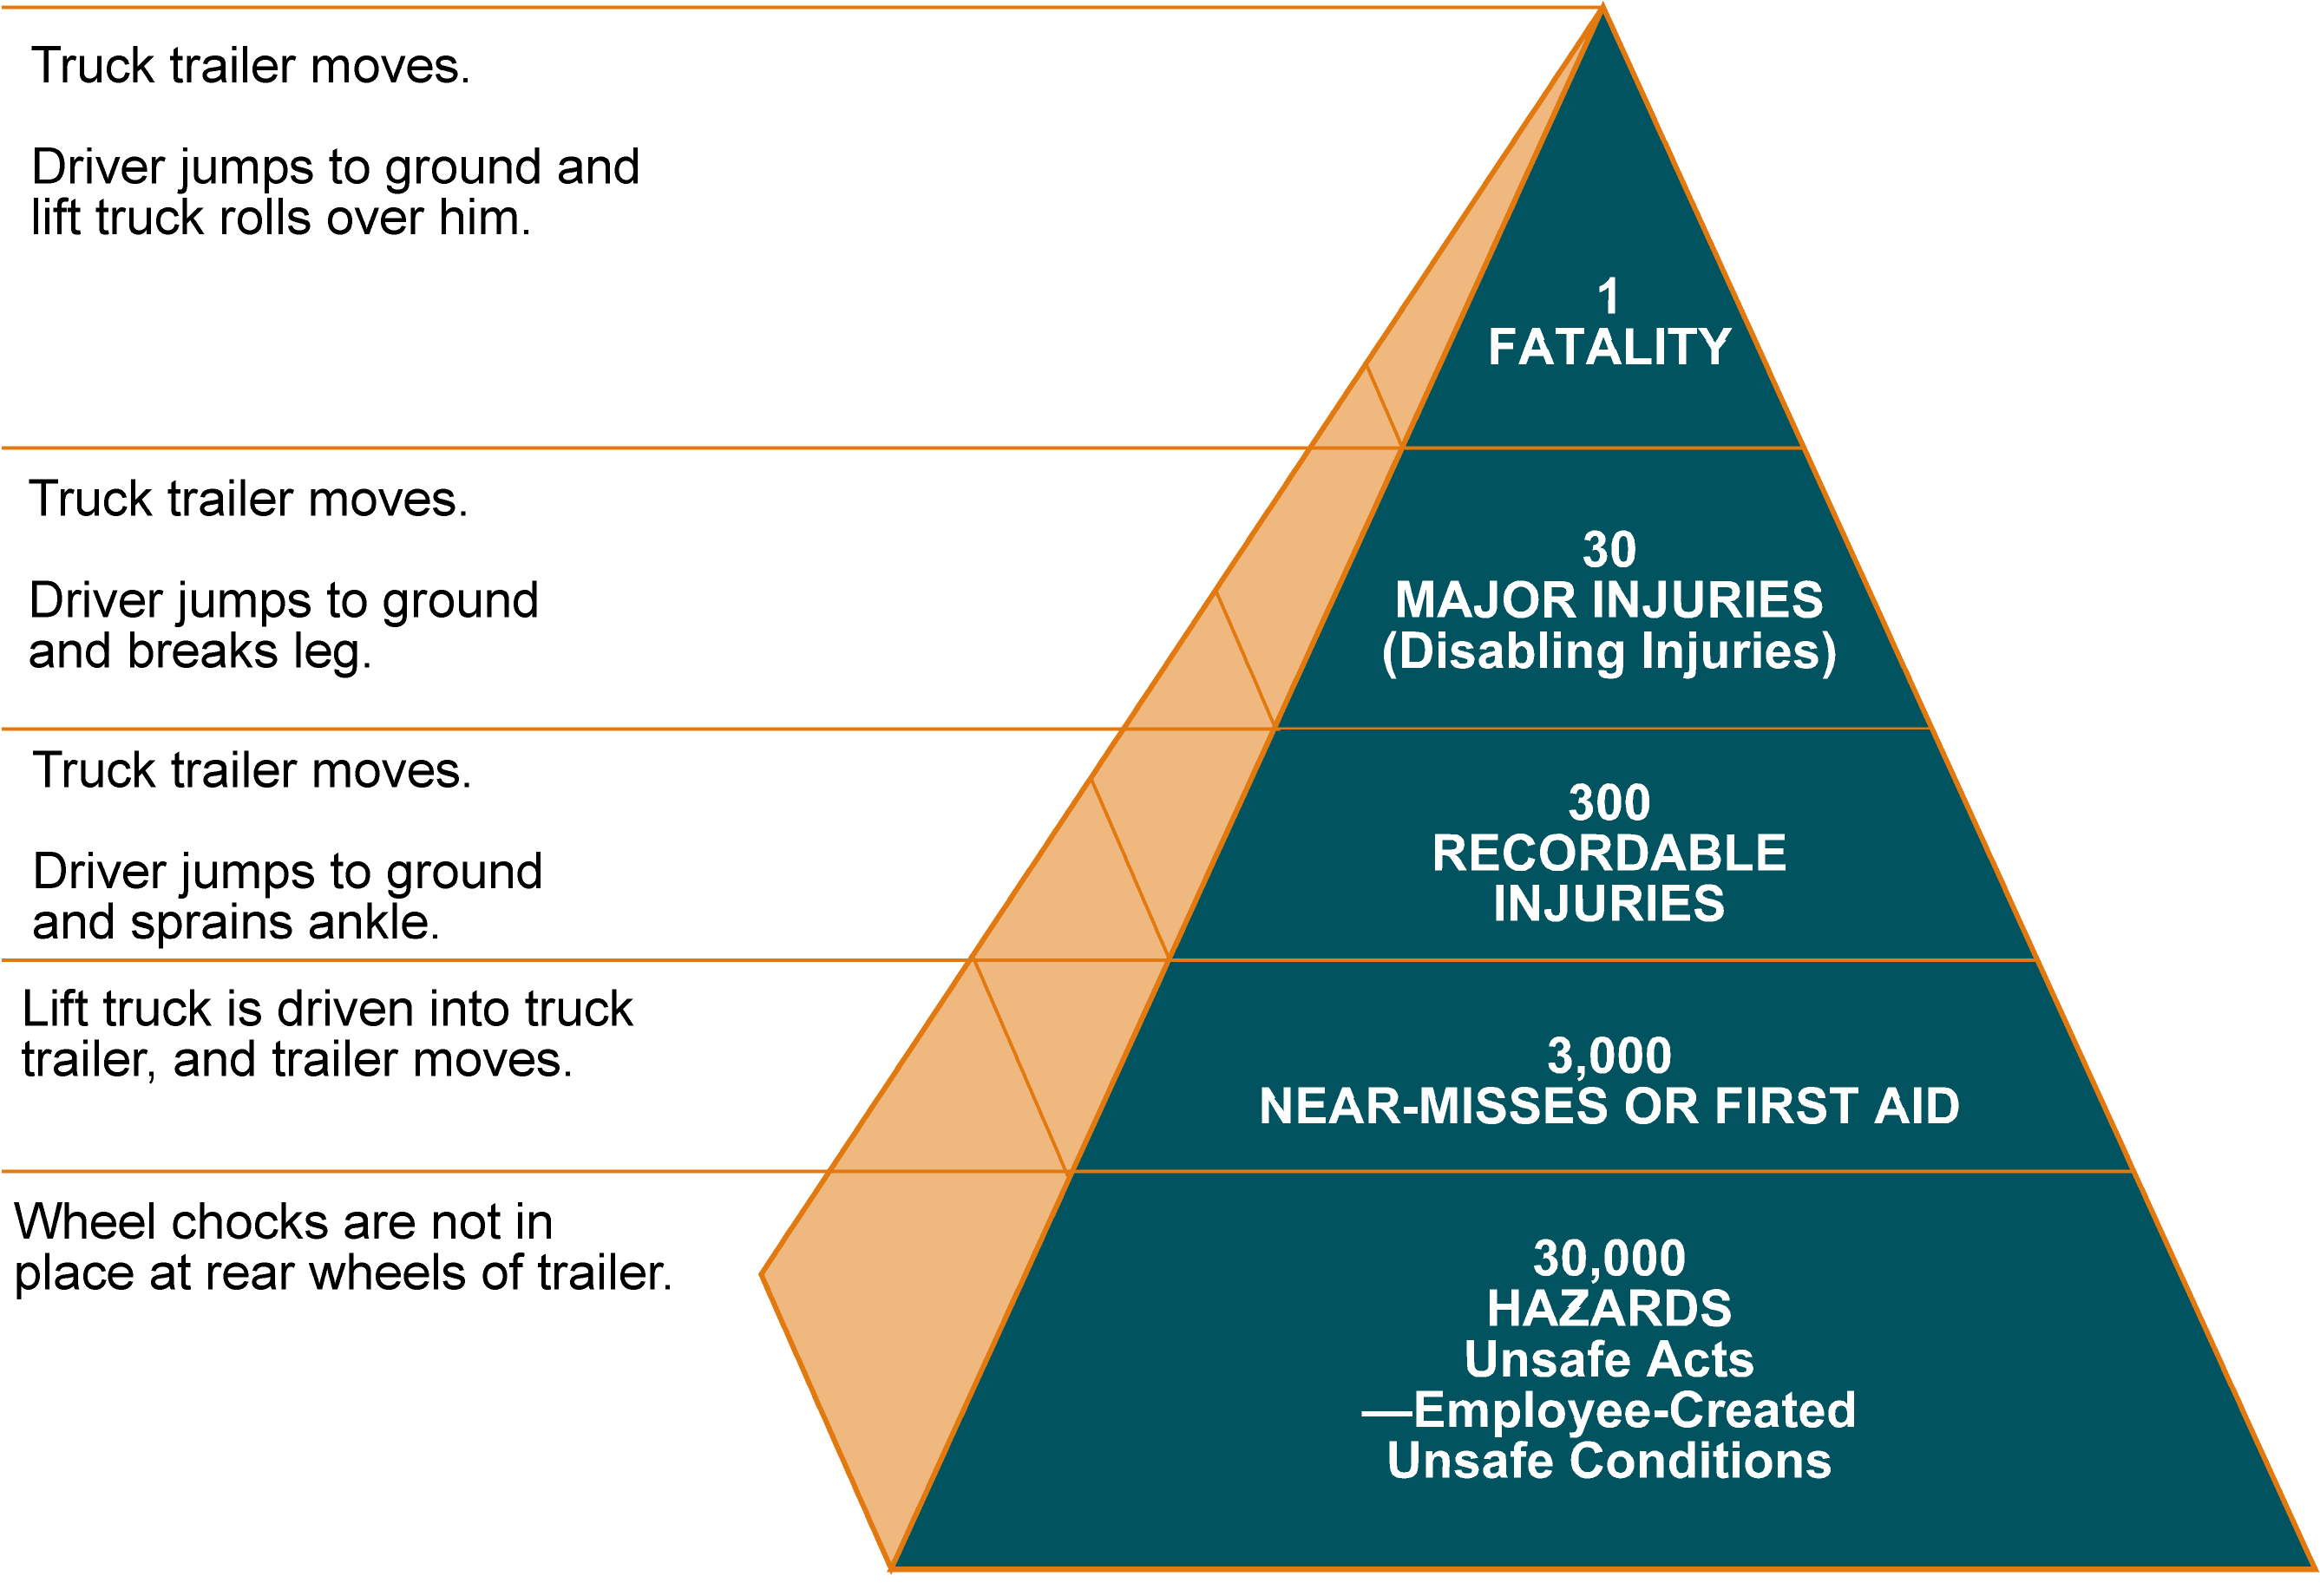 Truck trailer moves.
Driver jumps to ground and
lift truck rolls over him.
1
FATALITY
Truck trailer moves.
Driver jumps to ground
and breaks leg.
30
MAJOR INJURIES
(Disabling Injuries)
Truck trailer moves.
Driver jumps to ground
and sprains ankle.
300
RECORDABLE
INJURIES
Lift truck is driven into truck
trailer, and trailer moves.
3,000
NEAR-MISSES OR FIRST AID
Wheel chocks are not in
place at rear wheels of trailer.
30,000
HAZARDS
Unsafe Acts
—Employee-Created
Unsafe Conditions